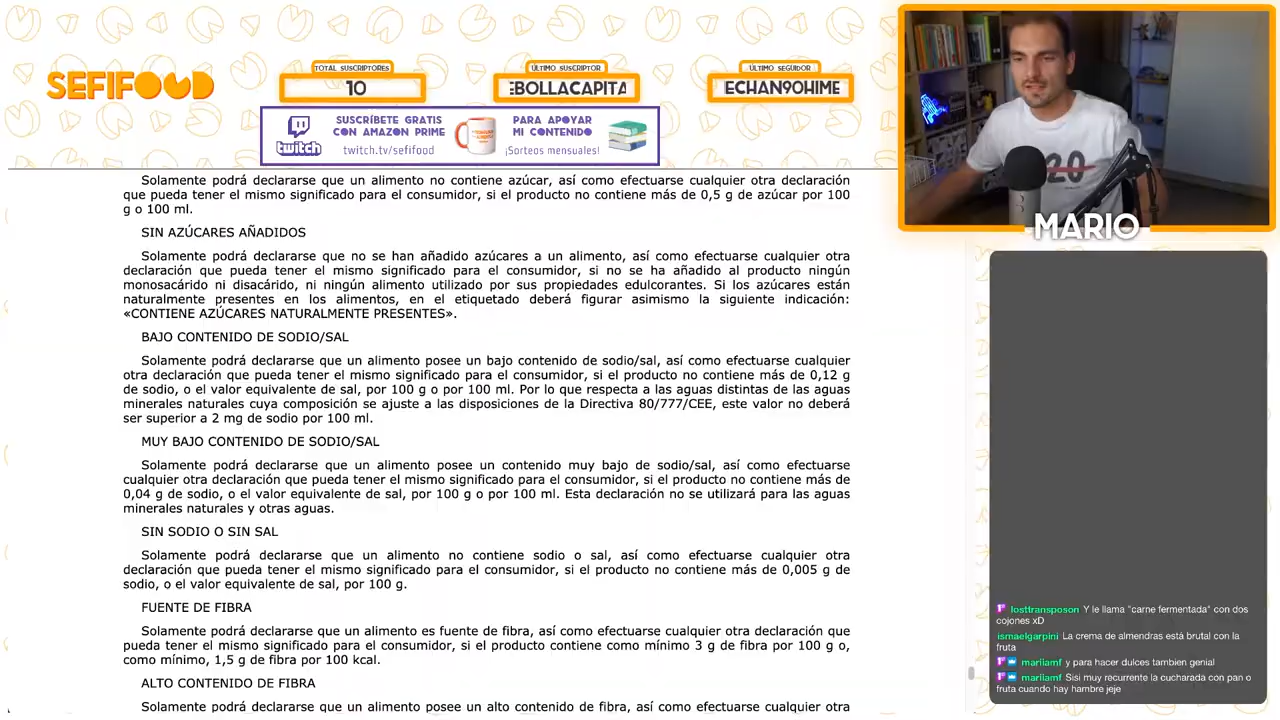 SEFIFOOD
TOTAL SUSCRIPTORES
10
ÚLTIMO SUSCRIPTOR
EBOLLACAPITA
ÚLTIMO SEGUIDOR
ECHAN90HIME
twitch
SUSCRÍBETE GRATIS
CON AMAZON PRIME
twitch.tv/sefifood
PARA APOYAR
MI CONTENIDO
¡Sorteos mensuales!
MARIO
Solamente podrá declararse que un alimento no contiene azúcar, así como efectuarse cualquier otra declaración
que pueda tener el mismo significado para el consumidor, si el producto no contiene más de 0,5 g de azúcar por 100
g o 100 ml.
SIN AZÚCARES AÑADIDOS
Solamente podrá declararse que no se han añadido azúcares a un alimento, así como efectuarse cualquier otra
declaración que pueda tener el mismo significado para el consumidor, si no se ha añadido al producto ningún
monosacárido ni disacárido, ni ningún alimento utilizado por sus propiedades edulcorantes. Si los azúcares están
naturalmente presentes en los alimentos, en el etiquetado deberá figurar asimismo la siguiente indicación:
«CONTIENE AZÚCARES NATURALMENTE PRESENTES».
BAJO CONTENIDO DE SODIO/SAL
Solamente podrá declararse que un alimento posee un bajo contenido de sodio/sal, así como efectuarse cualquier
otra declaración que pueda tener el mismo significado para el consumidor, si el producto no contiene más de 0,12 g
de sodio, o el valor equivalente de sal, por 100 g o por 100 ml. Por lo que respecta a las aguas distintas de las aguas
minerales naturales cuya composición se ajuste a las disposiciones de la Directiva 80/777/CEE, este valor no deberá
ser superior a 2 mg de sodio por 100 ml.
MUY BAJO CONTENIDO DE SODIO/SAL
Solamente podrá declararse que un alimento posee un contenido muy bajo de sodio/sal, así como efectuarse
cualquier otra declaración que pueda tener el mismo significado para el consumidor, si el producto no contiene más de
0,04 g de sodio, o el valor equivalente de sal, por 100 g o por 100 ml. Esta declaración no se utilizará para las aguas
minerales naturales y otras aguas.
SIN SODIO O SIN SAL
Solamente podrá declararse que un alimento no contiene sodio o sal, así como efectuarse cualquier otra
declaración que pueda tener el mismo significado para el consumidor, si el producto no contiene más de 0,005 g de
sodio, o el valor equivalente de sal, por 100 g.
FUENTE DE FIBRA
Solamente podrá declararse que un alimento es fuente de fibra, así como efectuarse cualquier otra declaración que
pueda tener el mismo significado para el consumidor, si el producto contiene como mínimo 3 g de fibra por 100 g o,
como mínimo, 1,5 g de fibra por 100 kcal.
ALTO CONTENIDO DE FIBRA
Solamente podrá declararse que un alimento posee un alto contenido de fibra, así como efectuarse cualquier otra
losttransposon Y le llama "carne fermentada" con dos
cojones xD
ismaelgarpini La crema de almendras está brutal con la
fruta
marliamf y para hacer dulces tambien genial
marliamf Sisi muy recurrente la cucharada con pan o
fruta cuando hay hambre jeje